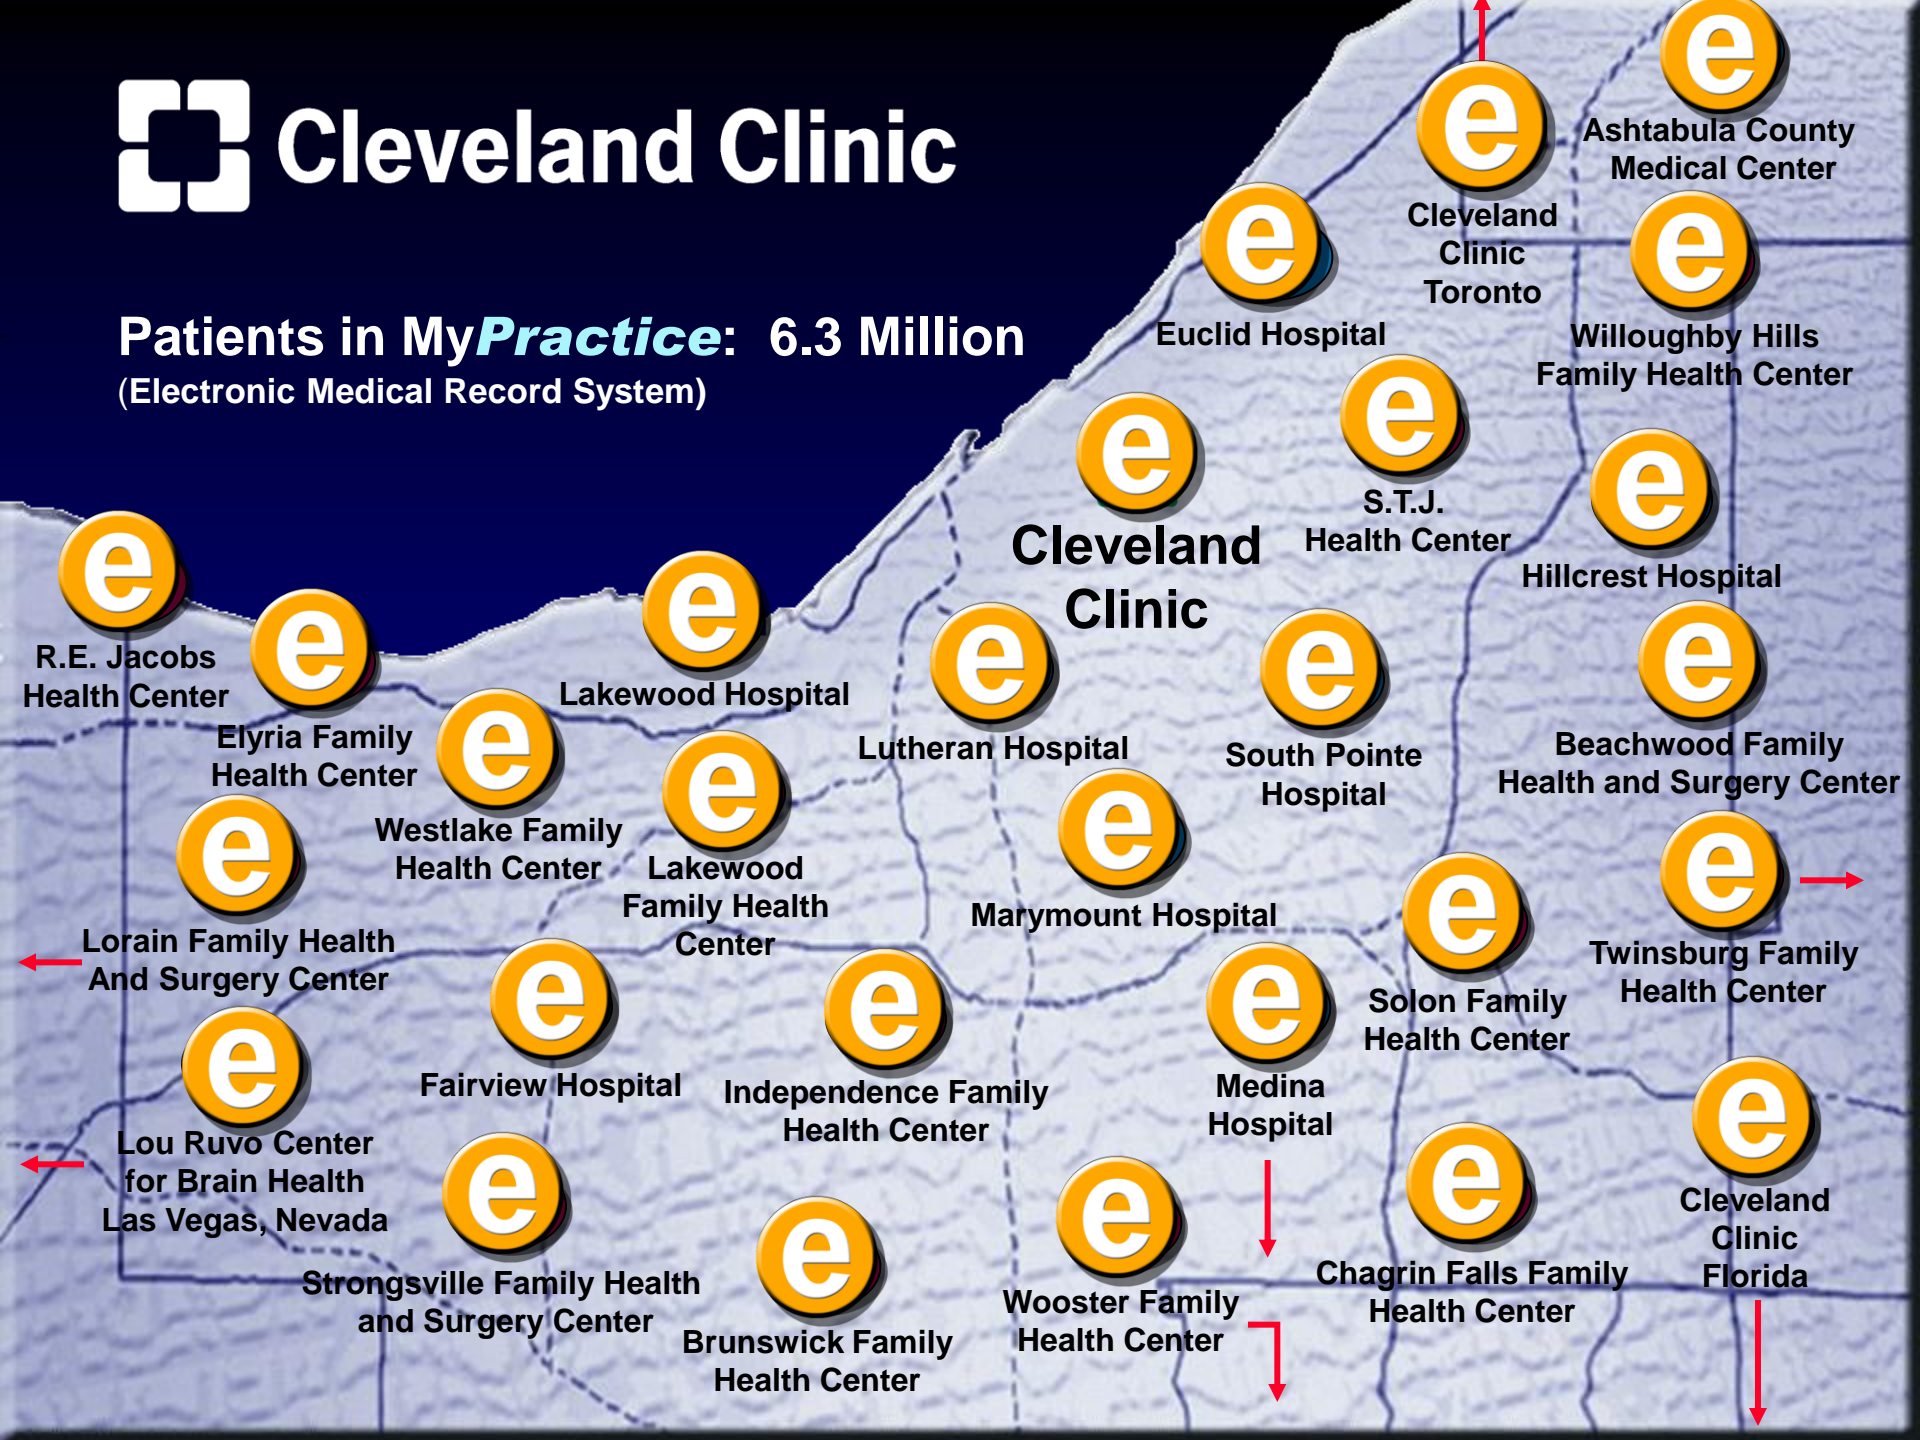 Cleveland Clinic
Patients in MyPractice: 6.3 Million
(Electronic Medical Record System)
e
Ashtabula County
Medical Center
e
Cleveland
Clinic
Toronto
e
Euclid Hospital
e
Willoughby Hills
Family Health Center
e
Cleveland
Clinic
e
S.T.J.
Health Center
e
Hillcrest Hospital
e
R.E. Jacobs
Health Center
e
Elyria Family
Health Center
e
Lakewood Hospital
e
Lutheran Hospital
e
South Pointe
Hospital
e
Beachwood Family
Health and Surgery Center
e
Westlake Family
Health Center
e
Lakewood
Family Health
Center
e
Marymount Hospital
e
Lorain Family Health
And Surgery Center
e
Solon Family
Health Center
e
Twinsburg Family
Health Center
e
Fairview Hospital
e
Independence Family
Health Center
e
Medina
Hospital
e
Lou Ruvo Center
for Brain Health
Las Vegas, Nevada
e
Strongsville Family Health
and Surgery Center
e
Brunswick Family
Health Center
e
Wooster Family
Health Center
e
Chagrin Falls Family
Health Center
e
Cleveland
Clinic
Florida